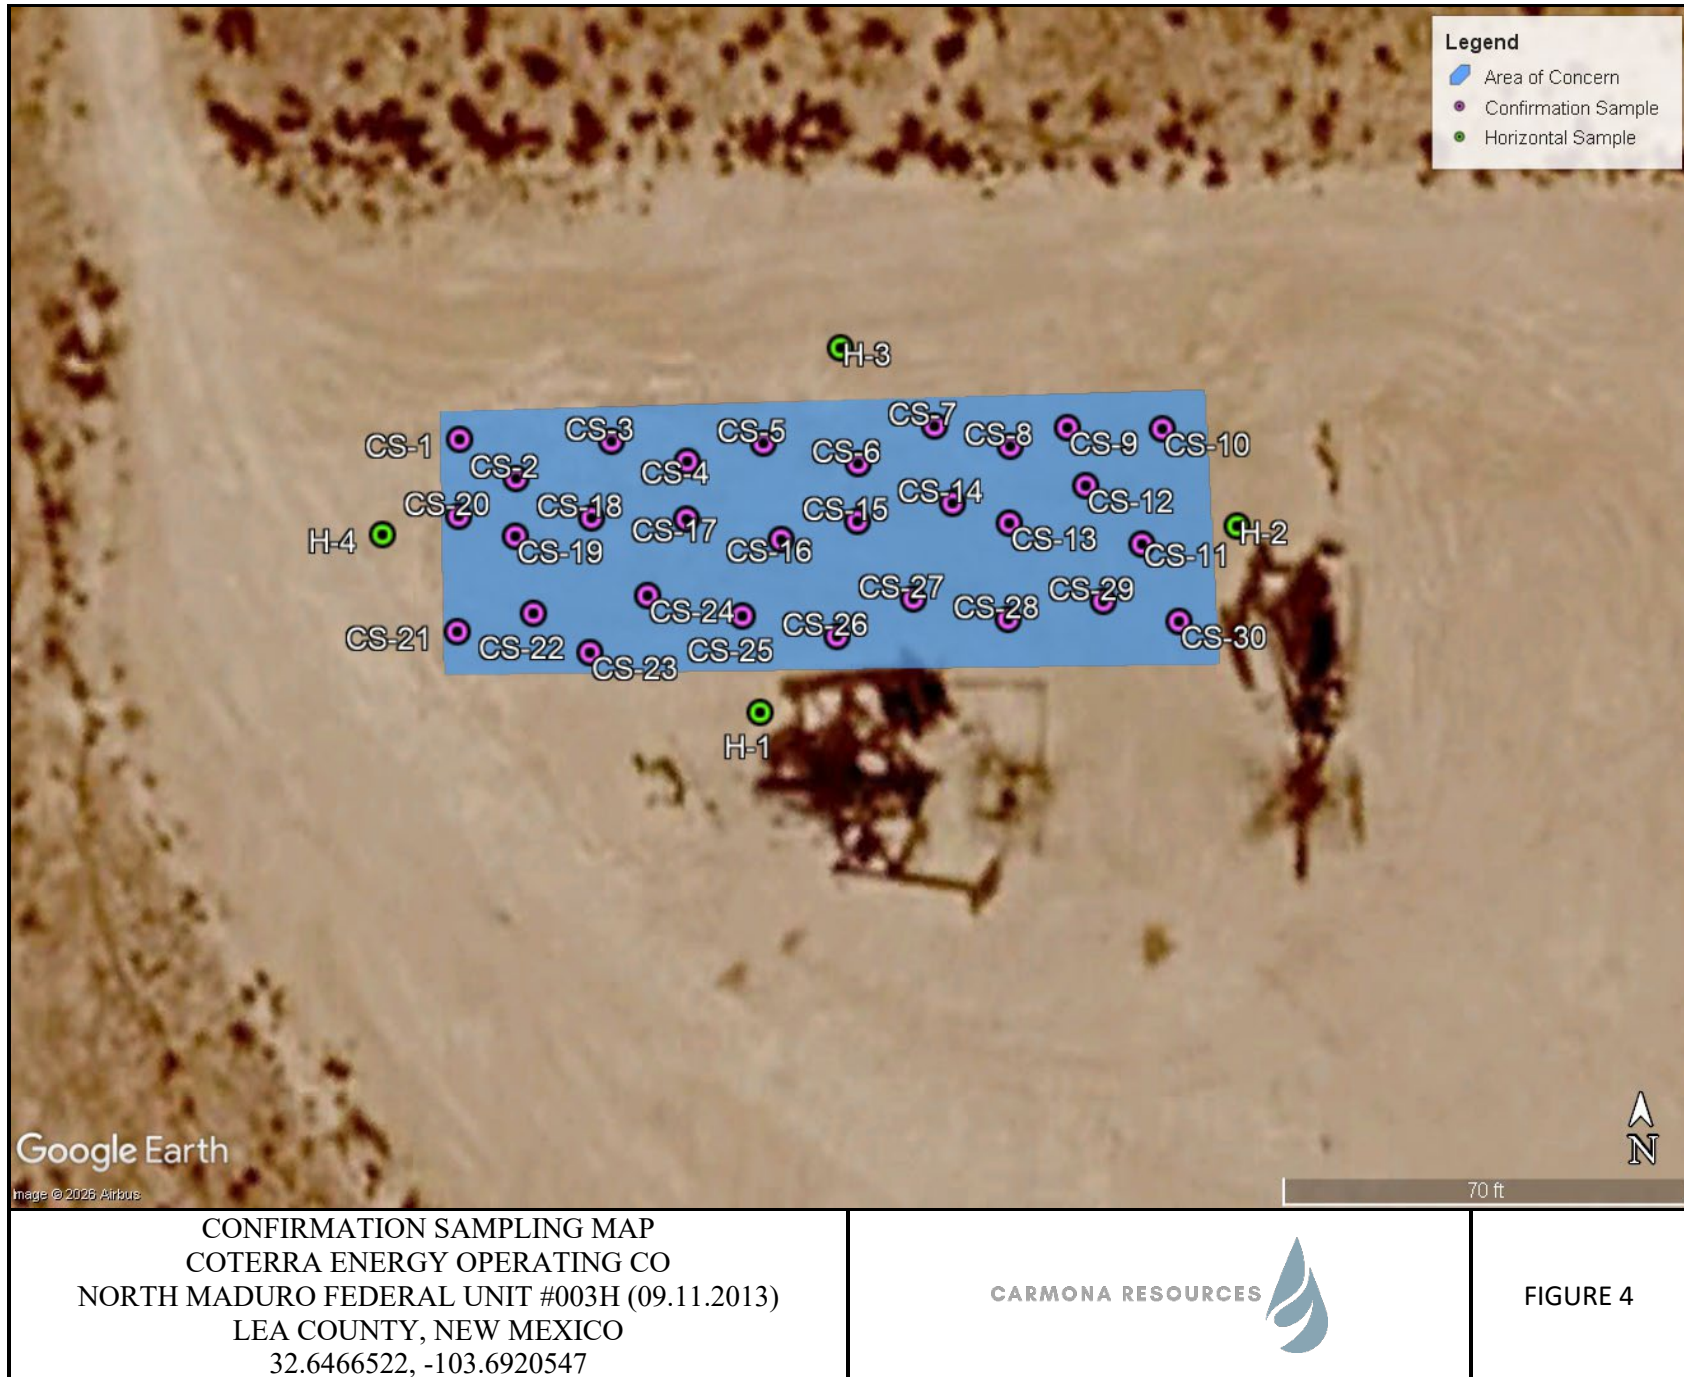 Legend
Area of Concern
Confirmation Sample
Horizontal Sample
H-3
CS-1
CS-2
CS-3
CS-4
CS-5
CS-6
CS-7
CS-8
CS-9
CS-10
CS-20
CS-19
CS-18
CS-17
CS-16
CS-15
CS-14
CS-13
CS-12
CS-11
H-4
H-2
CS-21
CS-22
CS-23
CS-24
CS-25
CS-26
CS-27
CS-28
CS-29
CS-30
H-1
N
Google Earth
mage © 2026 Airbus
70 ft
CONFIRMATION SAMPLING MAP
COTERRA ENERGY OPERATING CO
NORTH MADURO FEDERAL UNIT #003H (09.11.2013)
LEA COUNTY, NEW MEXICO
32.6466522, -103.6920547
CARMONA RESOURCES
FIGURE 4